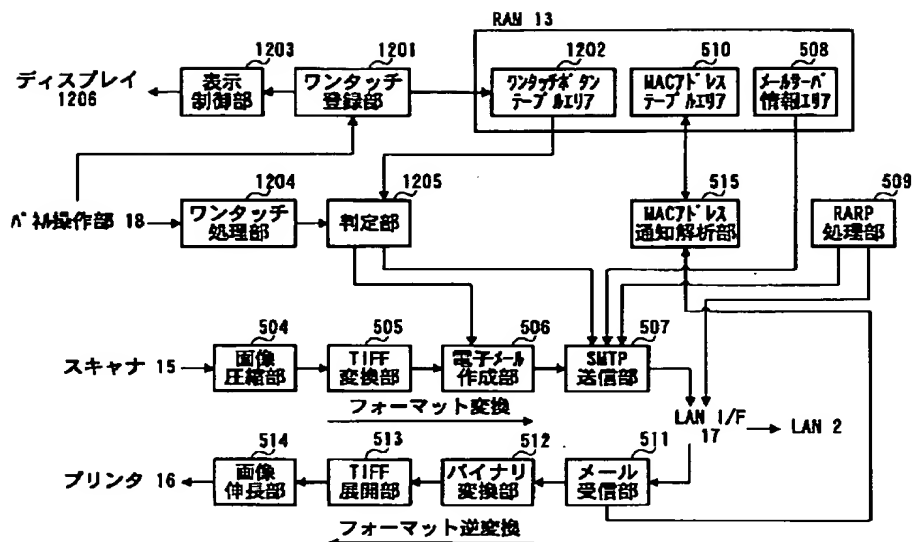 RAM 13
1203
1201
1202
510
508
ディスプレイ
1206
表示
制御部
ワンタッチ
登録部
ワンタッチボタン
テーブルエリア
MACアドレス
テーブルエリア
メールサーバ
情報エリア
1204
1205
515
509
パネル操作部 18
ワンタッチ
処理部
判定部
MACアドレス
通知解析部
RARP
処理部
504
505
506
507
スキャナ 15
画像
圧縮部
TIFF
変換部
電子メール
作成部
SMTP
送信部
フォーマット変換
LAN I/F
17
LAN 2
514
513
512
511
プリンタ 16
画像
伸長部
TIFF
展開部
バイナリ
変換部
メール
受信部
フォーマット逆変換